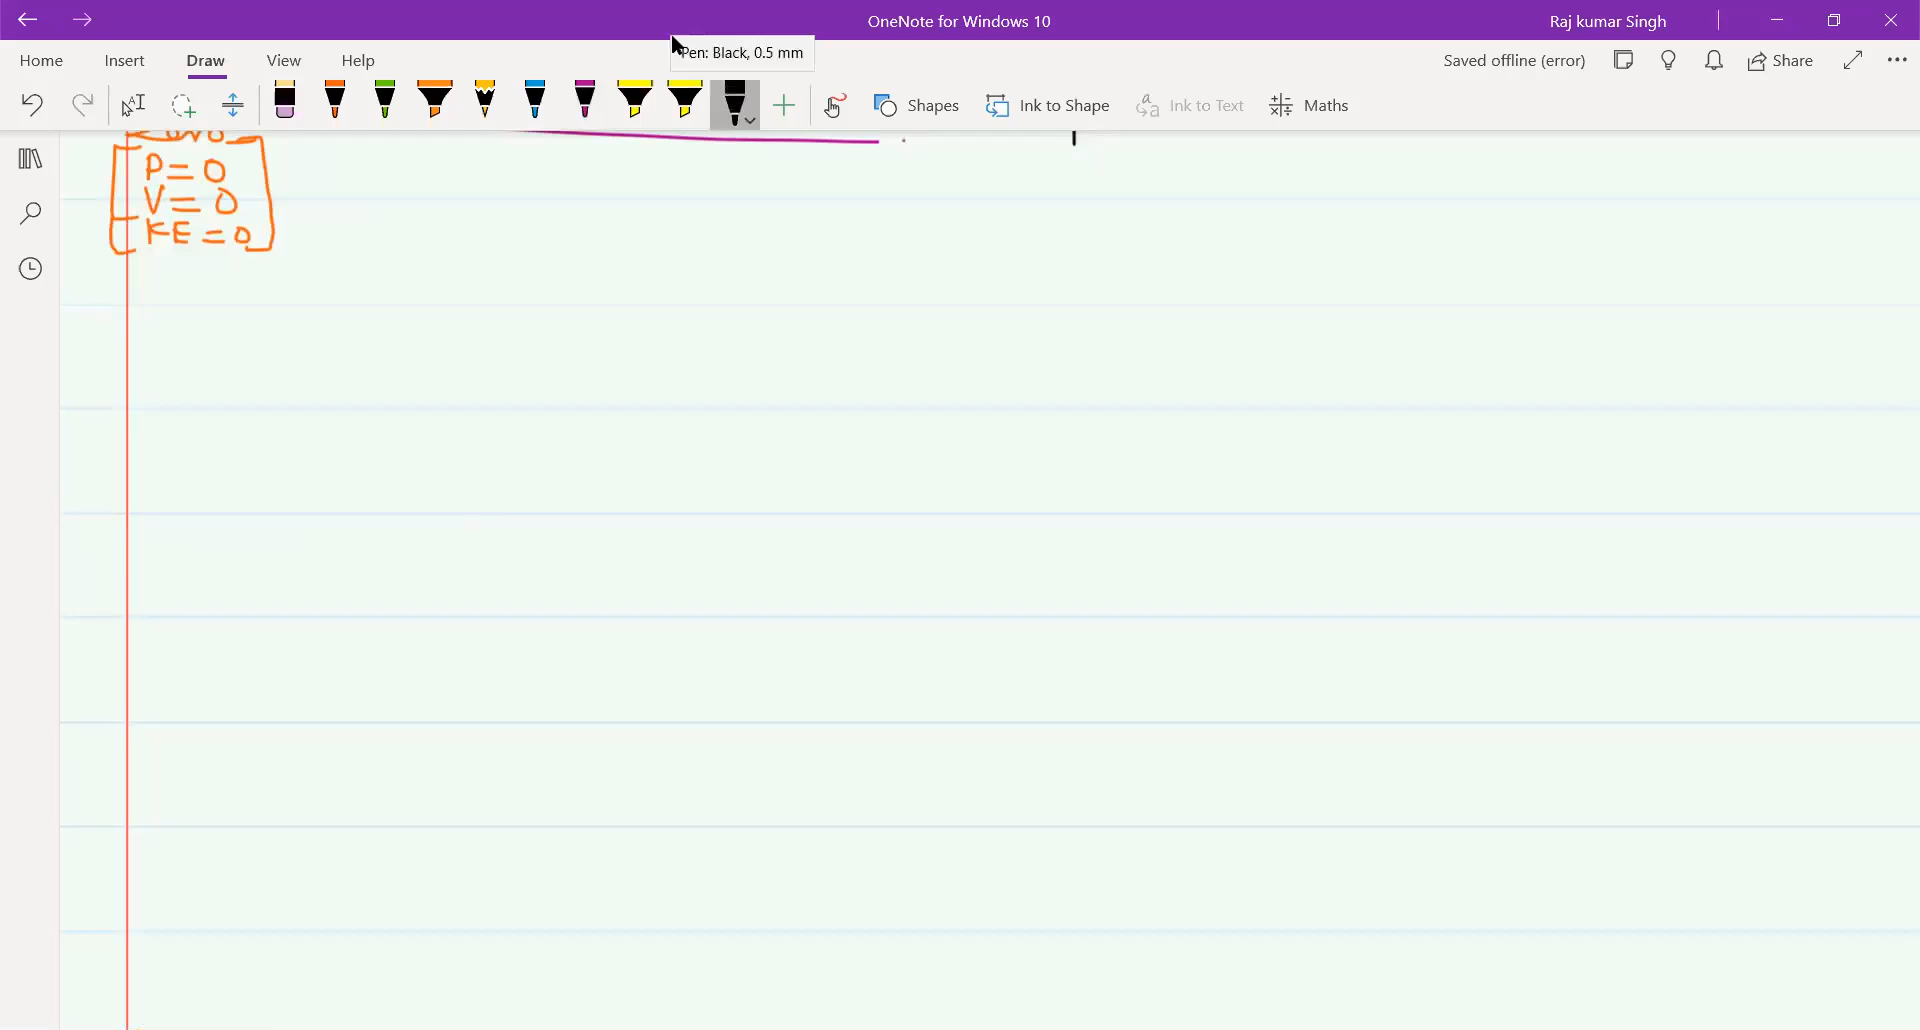 OneNote for Windows 10
Raj kumar Singh
Pen: Black, 0.5 mm
Home Insert Draw View Help
Saved offline (error) Share
Shapes Ink to Shape Ink to Text Maths
P = 0
V = 0
KE = 0